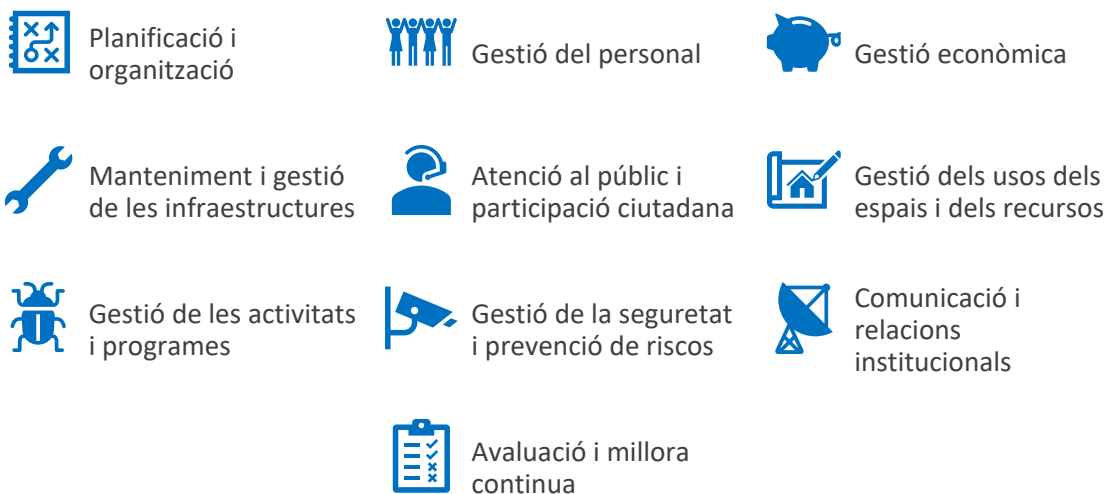 Planificació i
organització
Gestió del personal
Gestió econòmica
Manteniment i gestió
de les infraestructures
Atenció al públic i
participació ciutadana
Gestió dels usos dels
espais i dels recursos
Gestió de les activitats
i programes
Gestió de la seguretat
i prevenció de riscos
Comunicació i
relacions
institucionals
Avaluació i millora
continua